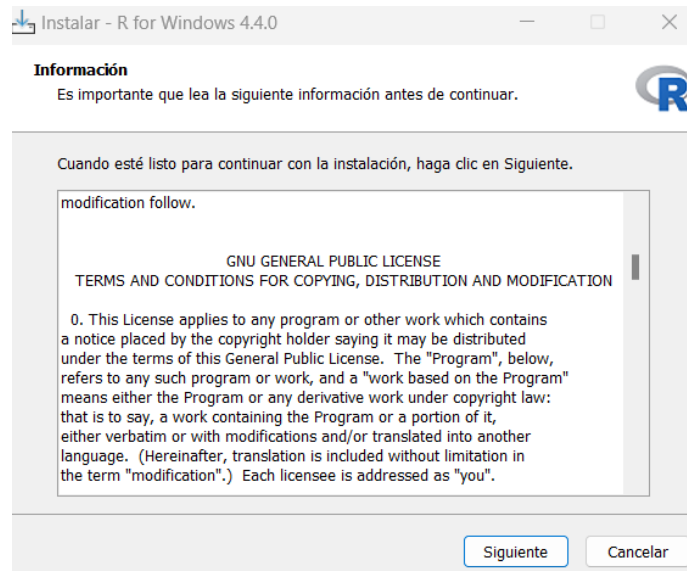 Instalar - R for Windows 4.4.0
Información
Es importante que lea la siguiente información antes de continuar.
R
Cuando esté listo para continuar con la instalación, haga clic en Siguiente.
modification follow.
GNU GENERAL PUBLIC LICENSE
TERMS AND CONDITIONS FOR COPYING, DISTRIBUTION AND MODIFICATION
0. This License applies to any program or other work which contains
a notice placed by the copyright holder saying it may be distributed
under the terms of this General Public License. The "Program", below,
refers to any such program or work, and a "work based on the Program"
means either the Program or any derivative work under copyright law:
that is to say, a work containing the Program or a portion of it,
either verbatim or with modifications and/or translated into another
language. (Hereinafter, translation is included without limitation in
the term "modification".) Each licensee is addressed as "you".
Siguiente
Cancelar